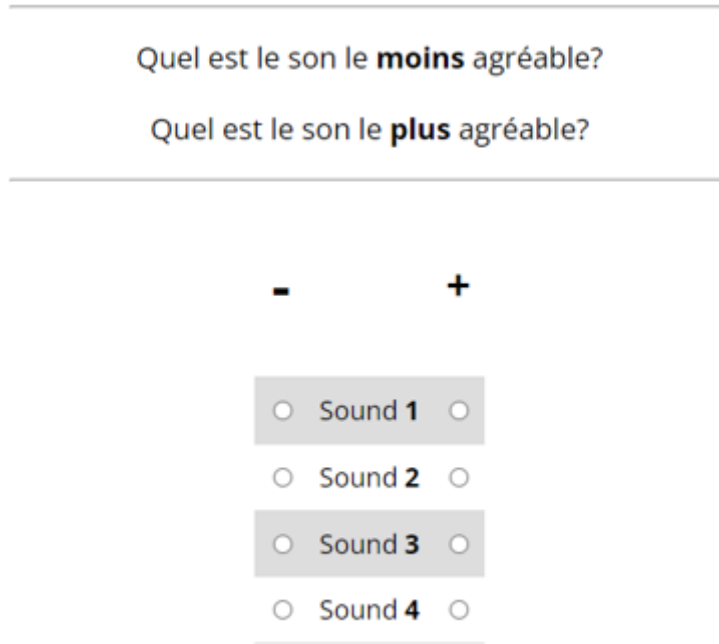 Quel est le son le moins agréable?
Quel est le son le plus agréable?
- +
Sound 1
Sound 2
Sound 3
Sound 4